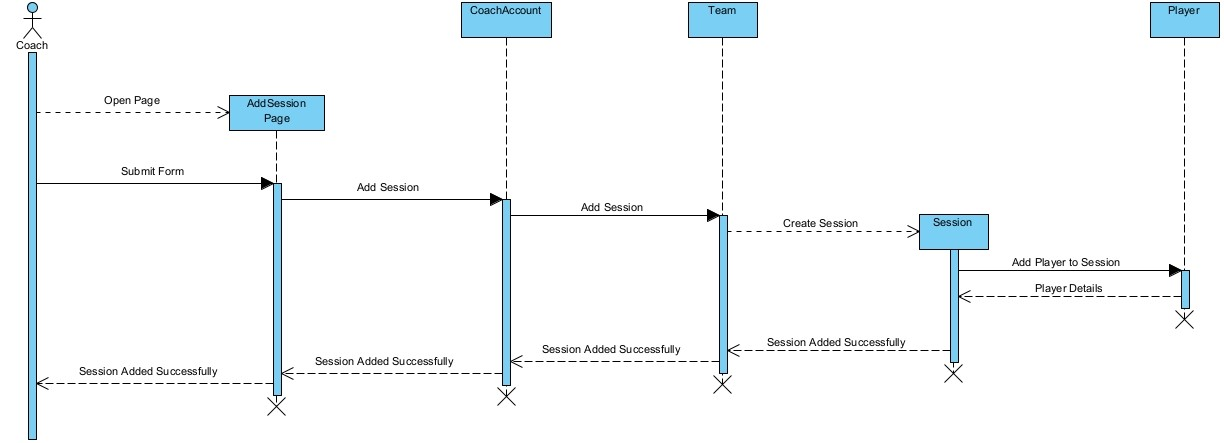 CoachAccount
Team
Player
Coach
Open Page
AddSession
Page
Submit Form
Add Session
Add Session
Create Session
Session
Add Player to Session
Player Details
Session Added Successfully
Session Added Successfully
Session Added Successfully
Session Added Successfully